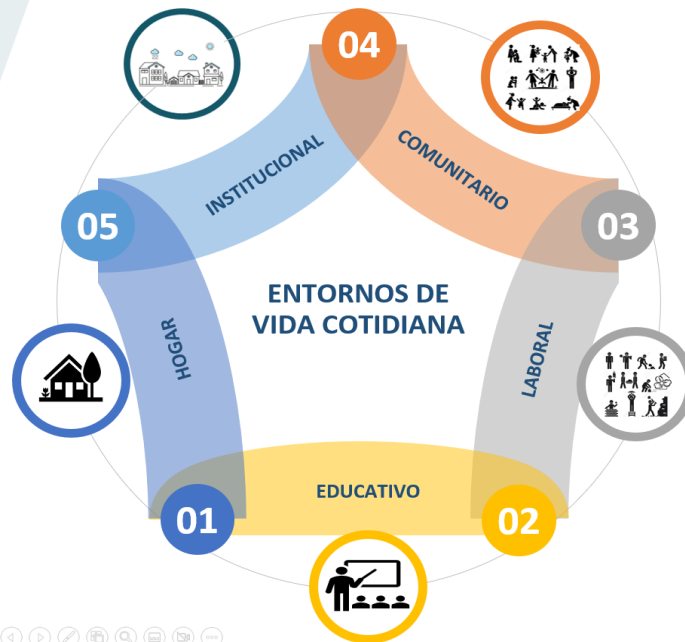 04
INSTITUCIONAL
COMUNITARIO
05
03
ENTORNOS DE
VIDA COTIDIANA
HOGAR
LABORAL
EDUCATIVO
01
02